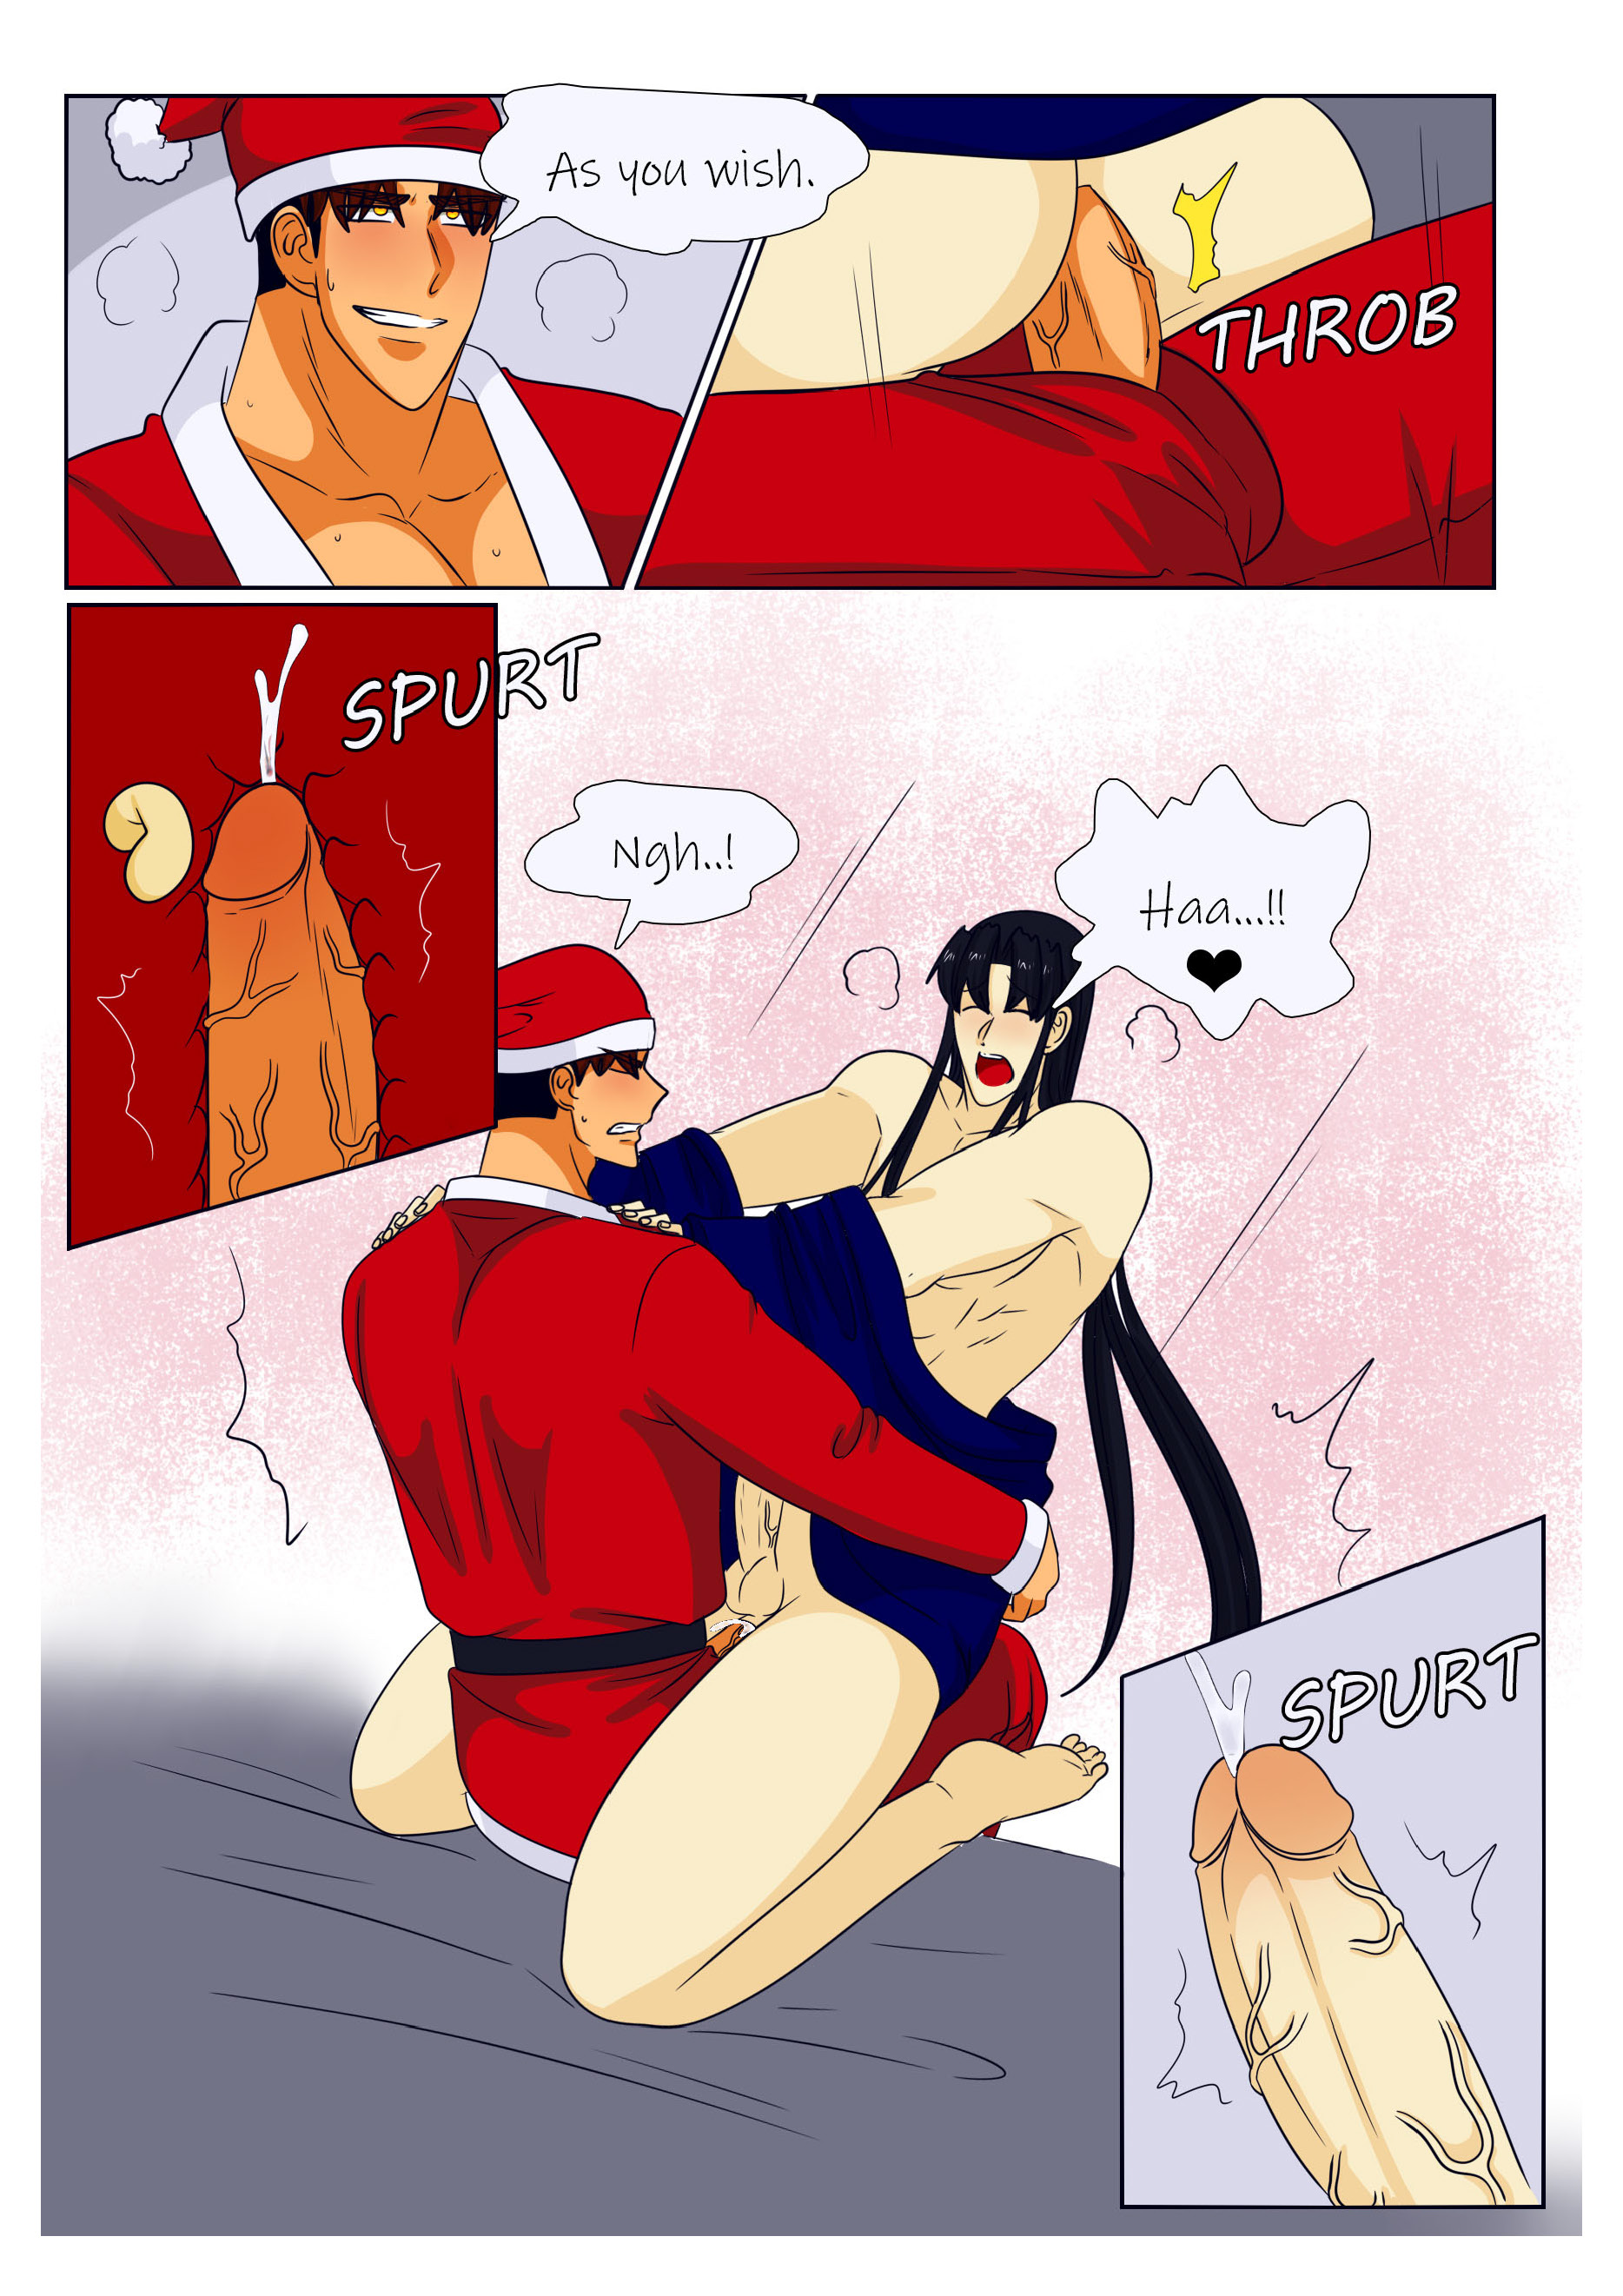 As you wish.
THROB
SPURT
Ngh..!
Haa...!!
❤
SPURT